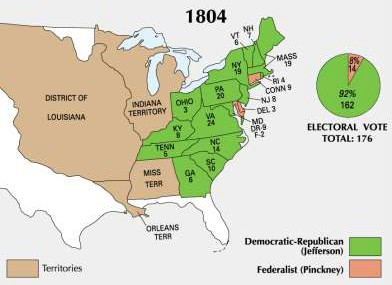 1804
NH
7
VT
6
MASS
19
NY
19
RI 4
CONN 9
PA
20
NJ 8
DEL 3
MD
DR-9
F-2
DISTRICT OF
LOUISIANA
INDIANA
TERRITORY
OHIO
3
VA
24
KY
8
TENN
5
NC
14
SC
10
MISS
TERR
GA
6
ORLEANS
TERR
8%
14
92%
162
ELECTORAL VOTE
TOTAL: 176
Democratic-Republican
(Jefferson)
Federalist (Pinckney)
Territories